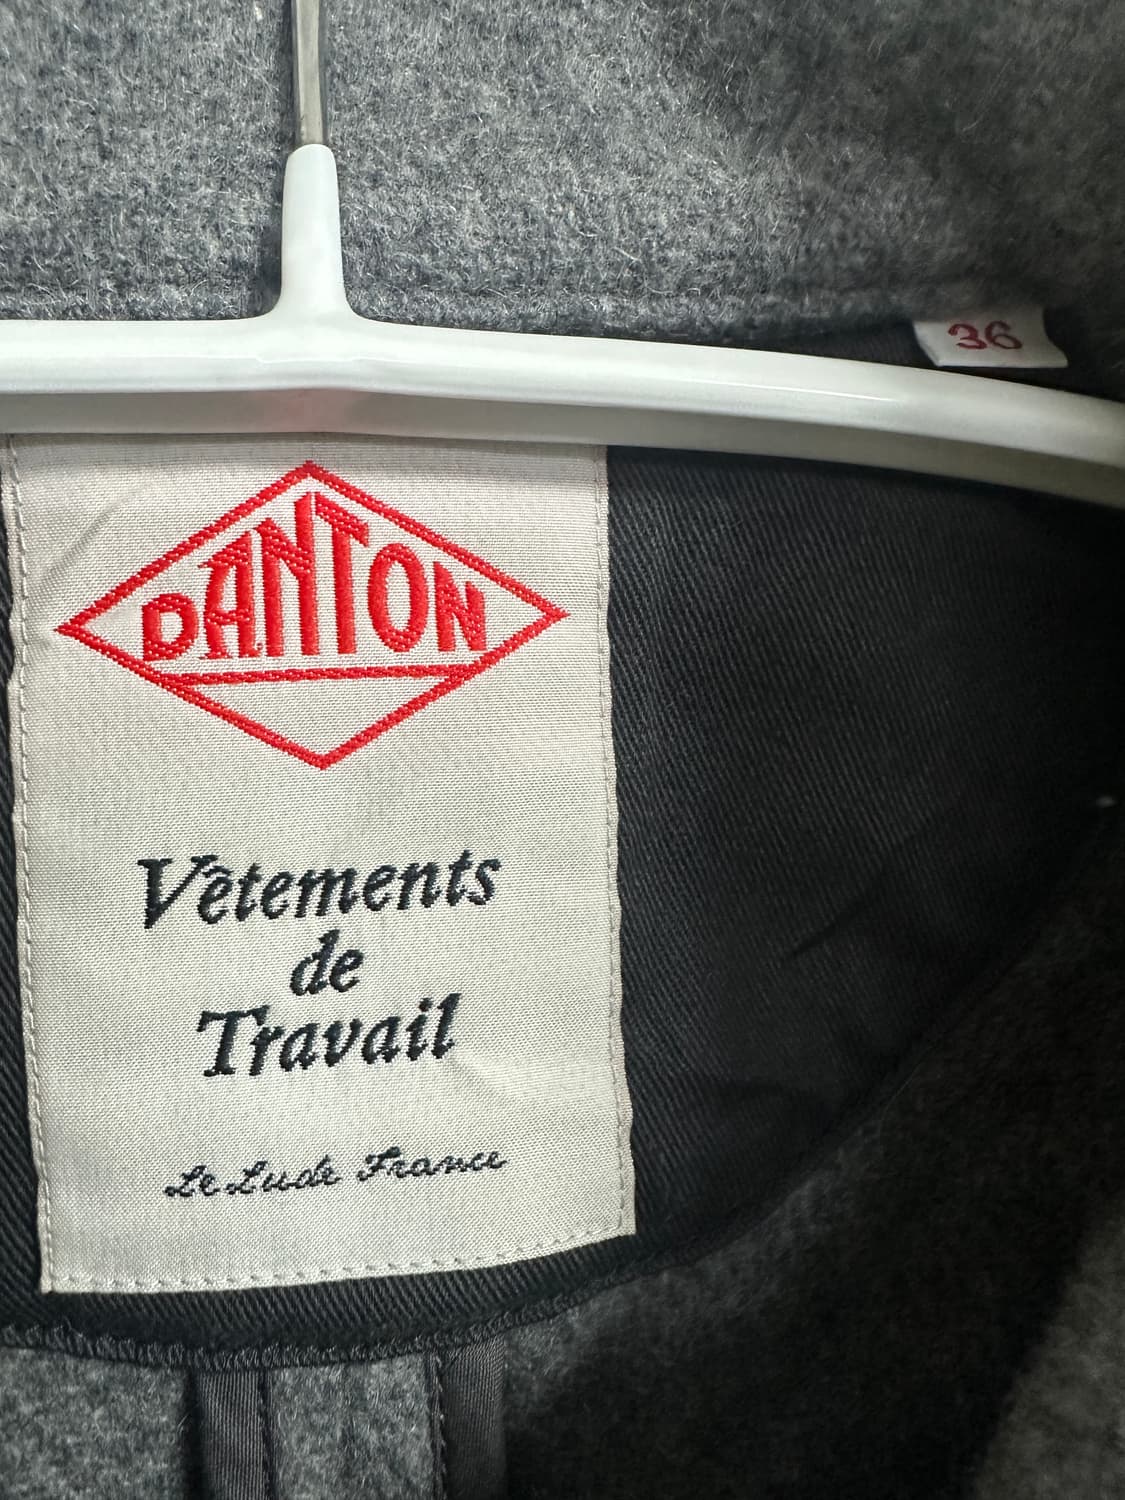 36
DANTON
Vêtements
de
Travail
Le Lude France